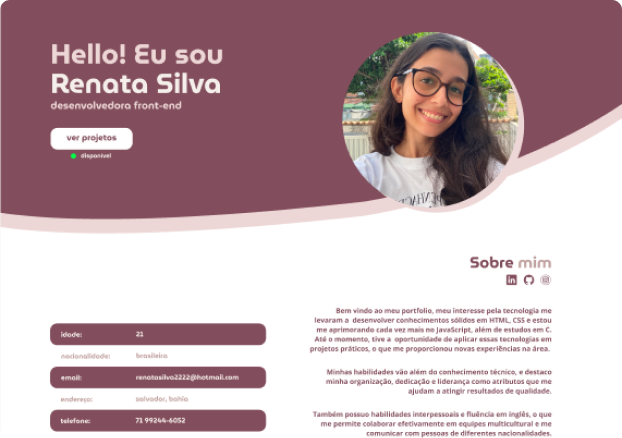 Hello! Eu sou
Renata Silva
desenvolvedora front-end
ver projetos
disponível
Sobre mim
Bem vindo ao meu portfolio, meu interesse pela tecnologia me
levaram a desenvolver conhecimentos sólidos em HTML, CSS e estou
me aprimorando cada vez mais no JavaScript, além de estudos em C.
Até o momento, tive a oportunidade de aplicar essas tecnologias em
projetos práticos, o que me proporcionou novas experiências na área.
Minhas habilidades vão além do conhecimento técnico, e destaco
minha organização, dedicação e liderança como atributos que me
ajudam a atingir resultados de qualidade.
Também possuo habilidades interpessoais e fluência em inglês, o que
me permite colaborar efetivamente em equipes multicultural e me
comunicar com pessoas de diferentes nacionalidades.
idade: 21
nacionalidade: brasileira
email: renatasilva2222@hotmail.com
endereço: salvador, bahia
telefone: 71 99244-6052